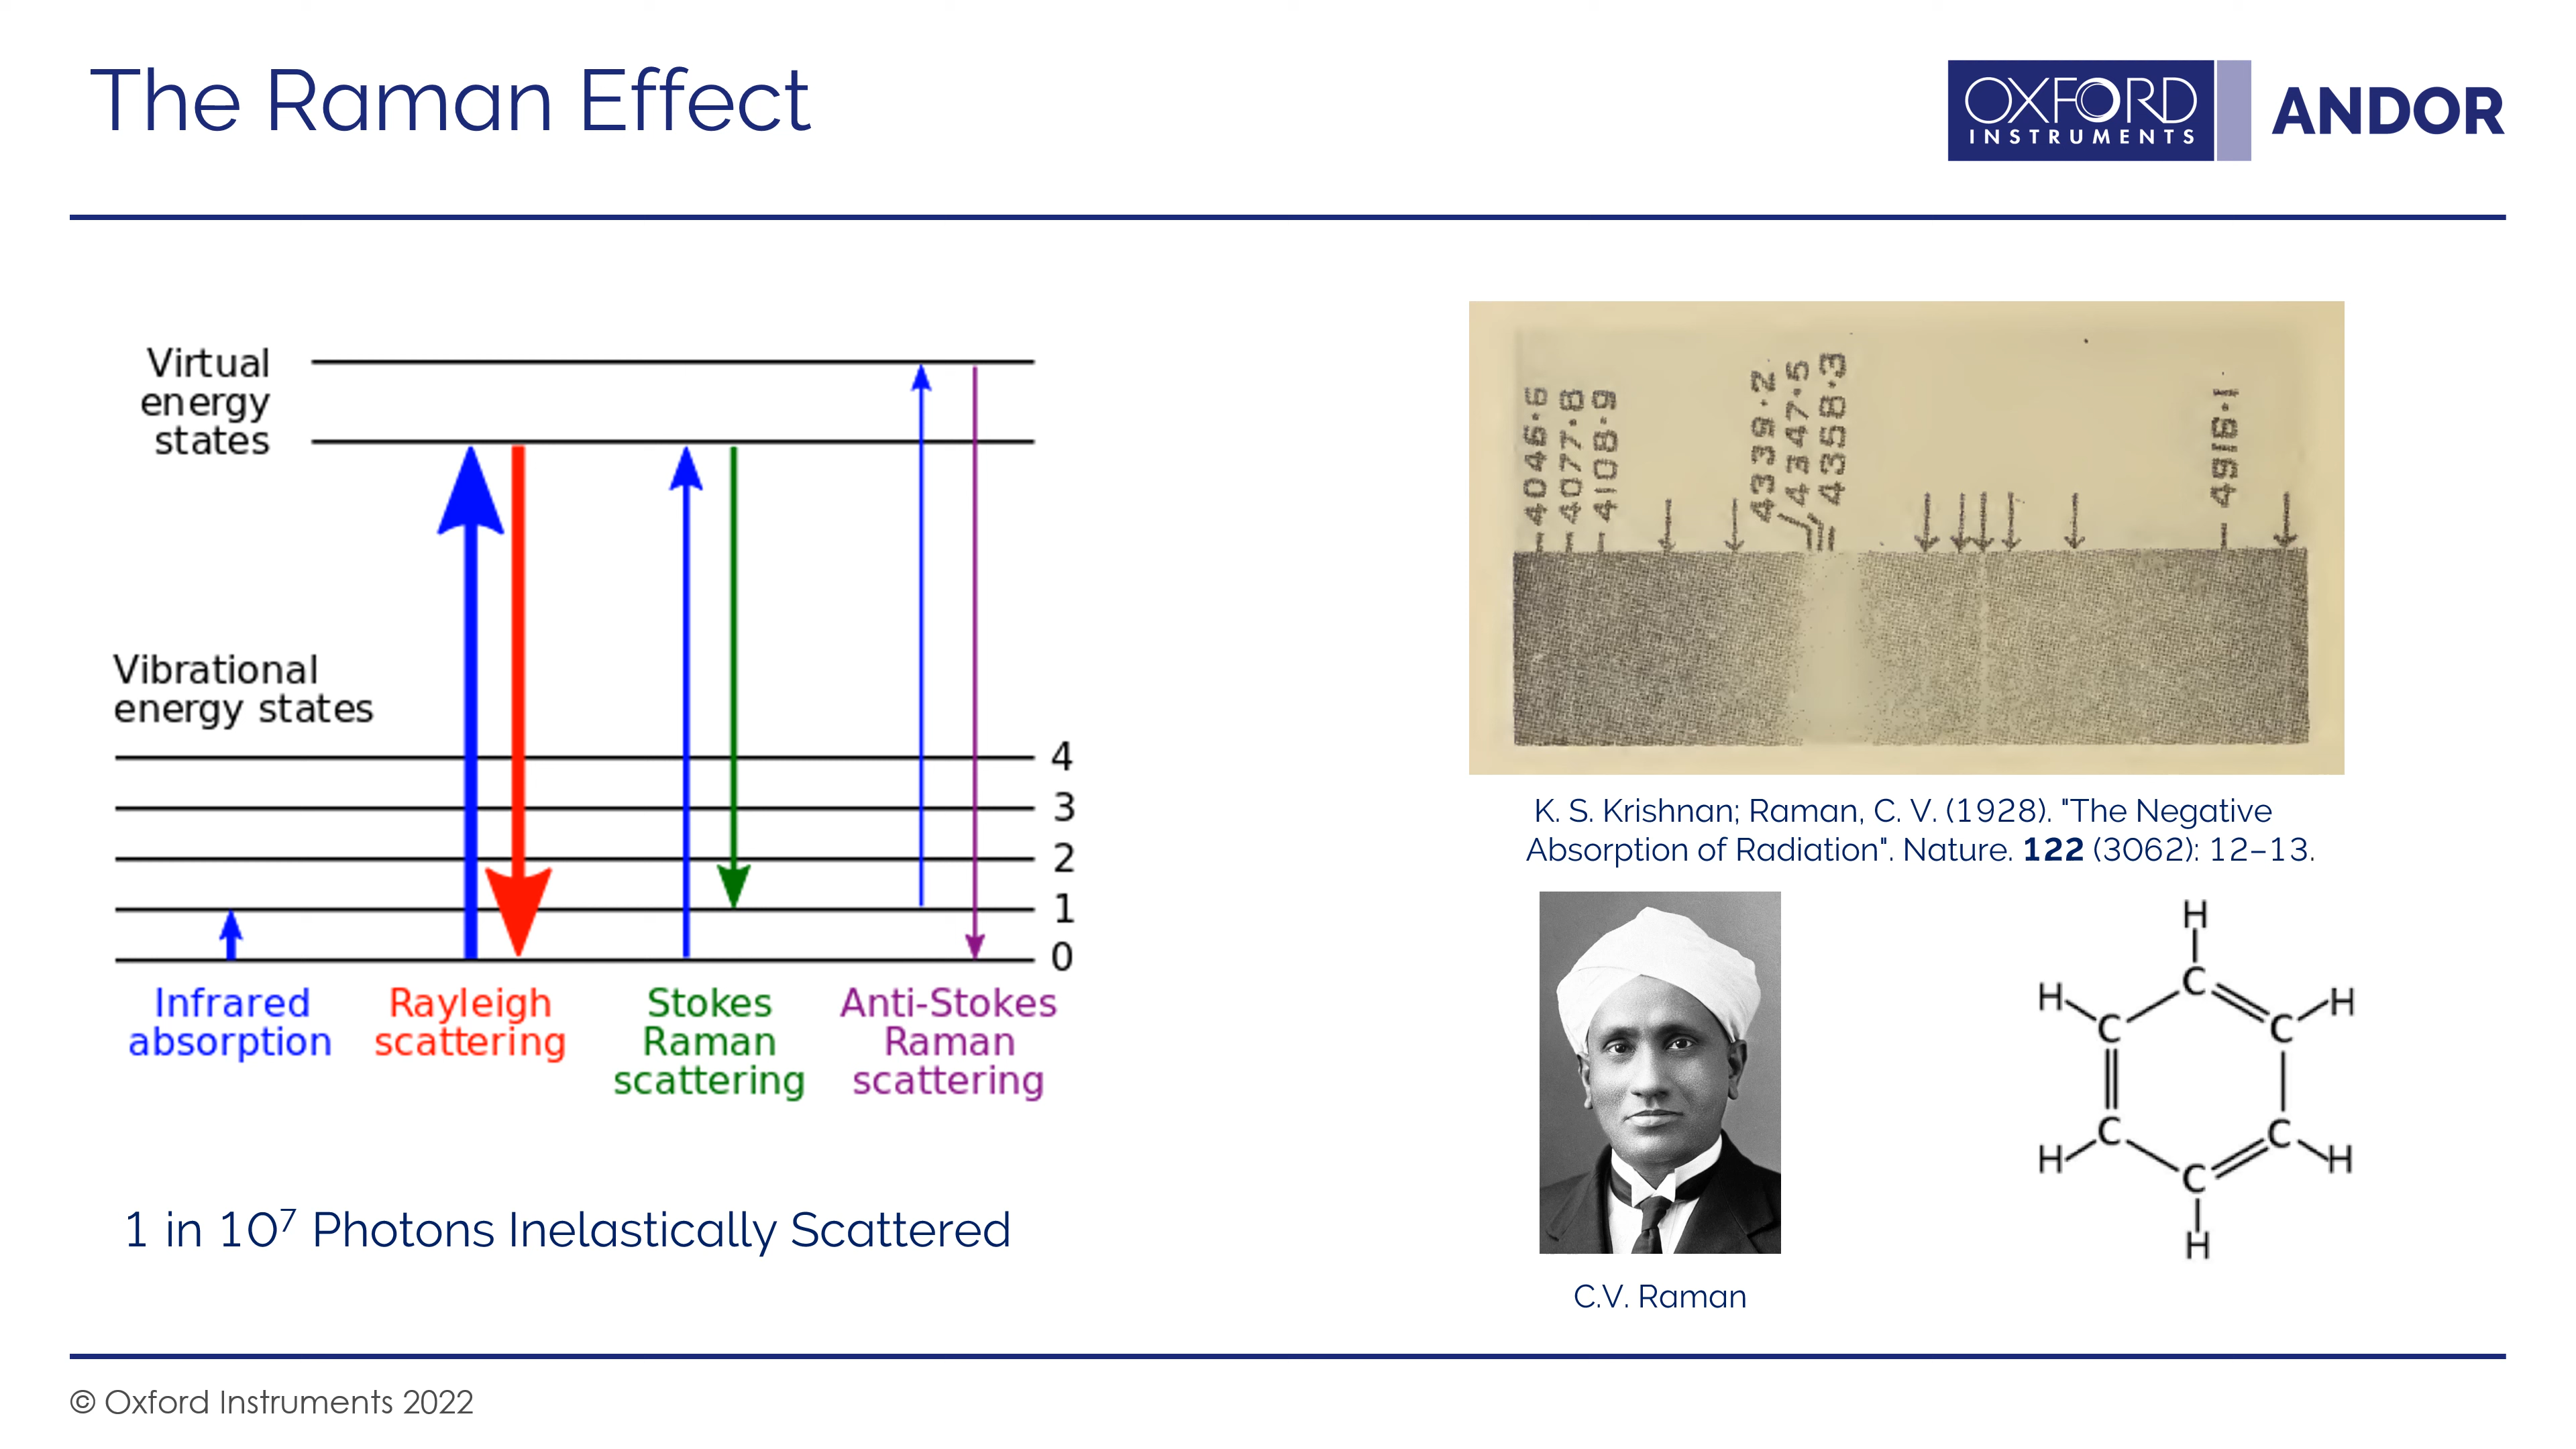 The Raman Effect
OXFORD
INSTRUMENTS
ANDOR
Virtual
energy
states
Vibrational
energy states
4
3
2
1
0
Infrared
absorption
Rayleigh
scattering
Stokes
Raman
scattering
Anti-Stokes
Raman
scattering
1 in 10⁷ Photons Inelastically Scattered
4046·6
4077·8
4108·9
4339·2
4347·5
4358·3
4916·1
K. S. Krishnan; Raman, C. V. (1928). "The Negative
Absorption of Radiation". Nature. 122 (3062): 12–13.
C.V. Raman
H
H C H
C C
C C
H C H
H
© Oxford Instruments 2022